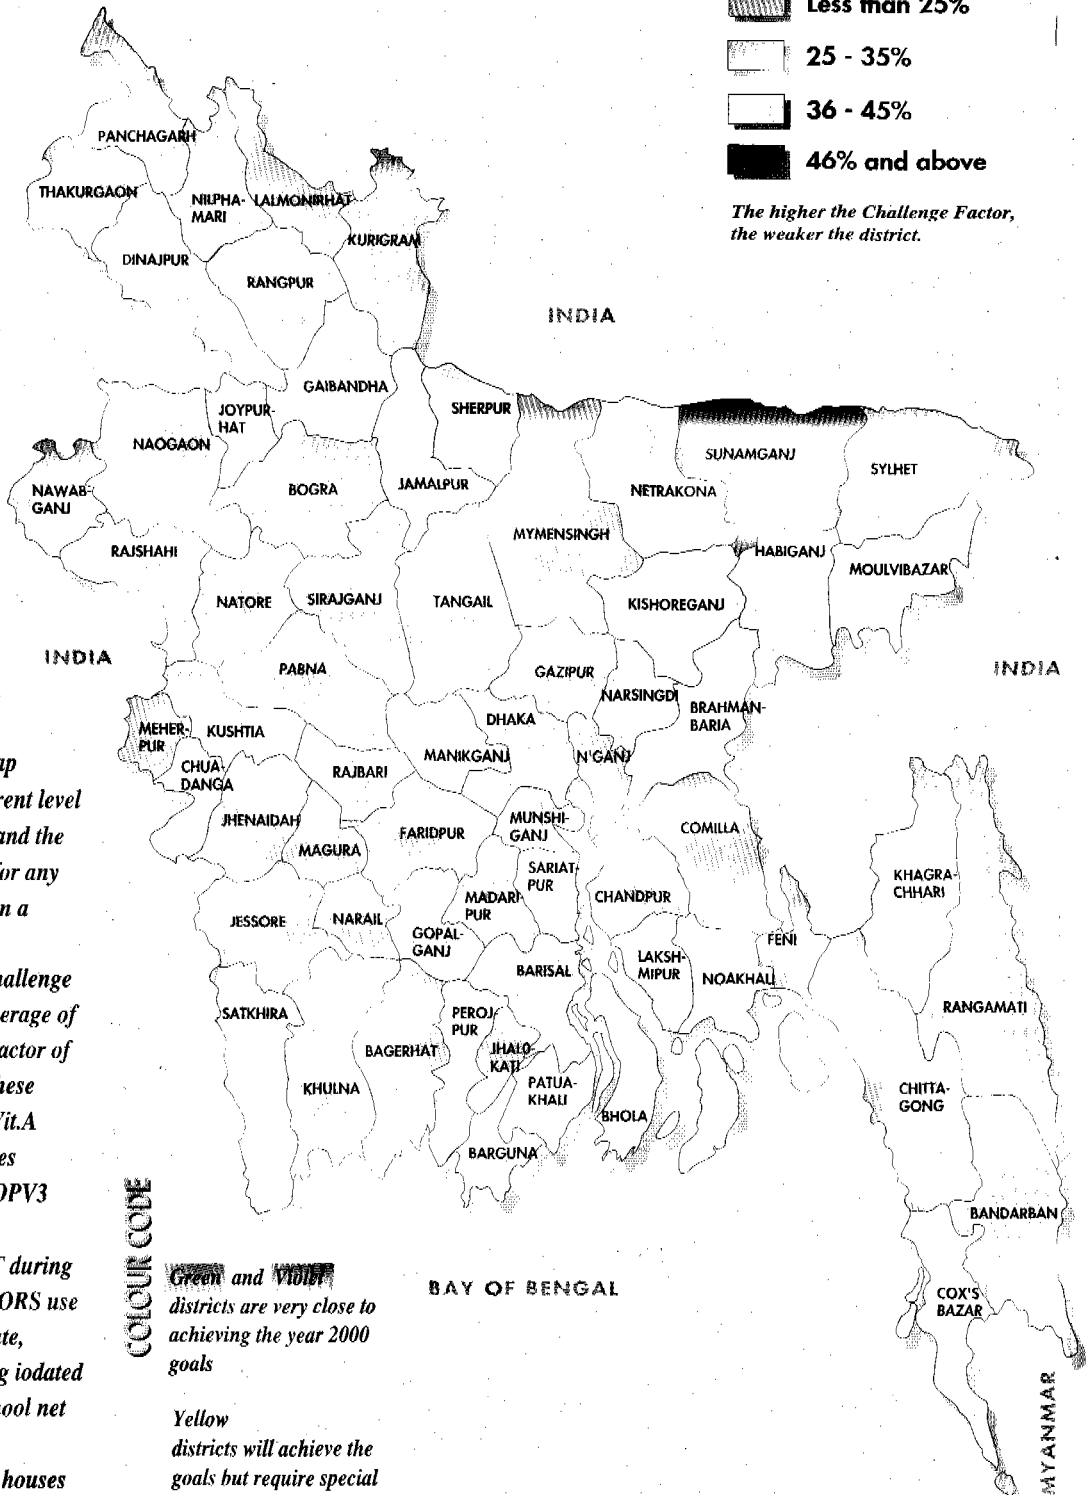 Less than 25%
25 - 35%
36 - 45%
46% and above
The higher the Challenge Factor,
the weaker the district.
PANCHAGARH
THAKURGAON
NILPHA-
MARI
LALMONIRHAT
KURIGRAM
DINAJPUR
RANGPUR
INDIA
GAIBANDHA
JOYPUR-
HAT
SHERPUR
NAOGAON
SUNAMGANJ
SYLHET
NAWAB-
GANJ
BOGRA
JAMALPUR
NETRAKONA
MYMENSINGH
RAJSHAHI
HABIGANJ
MOULVIBAZAR
NATORE
SIRAJGANJ
TANGAIL
KISHOREGANJ
INDIA
PABNA
GAZIPUR
INDIA
NARSINGDI
BRAHMAN-
BARIA
MEHER-
PUR
KUSHTIA
DHAKA
MANIKGANJ
N'GANJ
CHUA-
DANGA
RAJBARI
JHENAIDAH
MUNSHI-
GANJ
COMILLA
FARIDPUR
MAGURA
SARIAT-
PUR
KHAGRA-
CHHARI
MADARI-
PUR
CHANDPUR
JESSORE
NARAIL
GOPAL-
GANJ
FENI
LAKSH-
MIPUR
BARISAL
NOAKHALI
SATKHIRA
PEROJ-
PUR
RANGAMATI
BAGERHAT
JHALO-
KATI
KHULNA
PATUA-
KHALI
CHITTA-
GONG
BHOLA
BARGUNA
BANDARBAN
COX'S
BAZAR
BAY OF BENGAL
MYANMAR
ap
rent level
and the
for any
n a
hallenge
erage of
actor of
hese
Vit.A
es
OPV3
T during
ORS use
te,
g iodated
ool net
houses
COLOUR CODE
Green and Violet
districts are very close to
achieving the year 2000
goals
Yellow
districts will achieve the
goals but require special